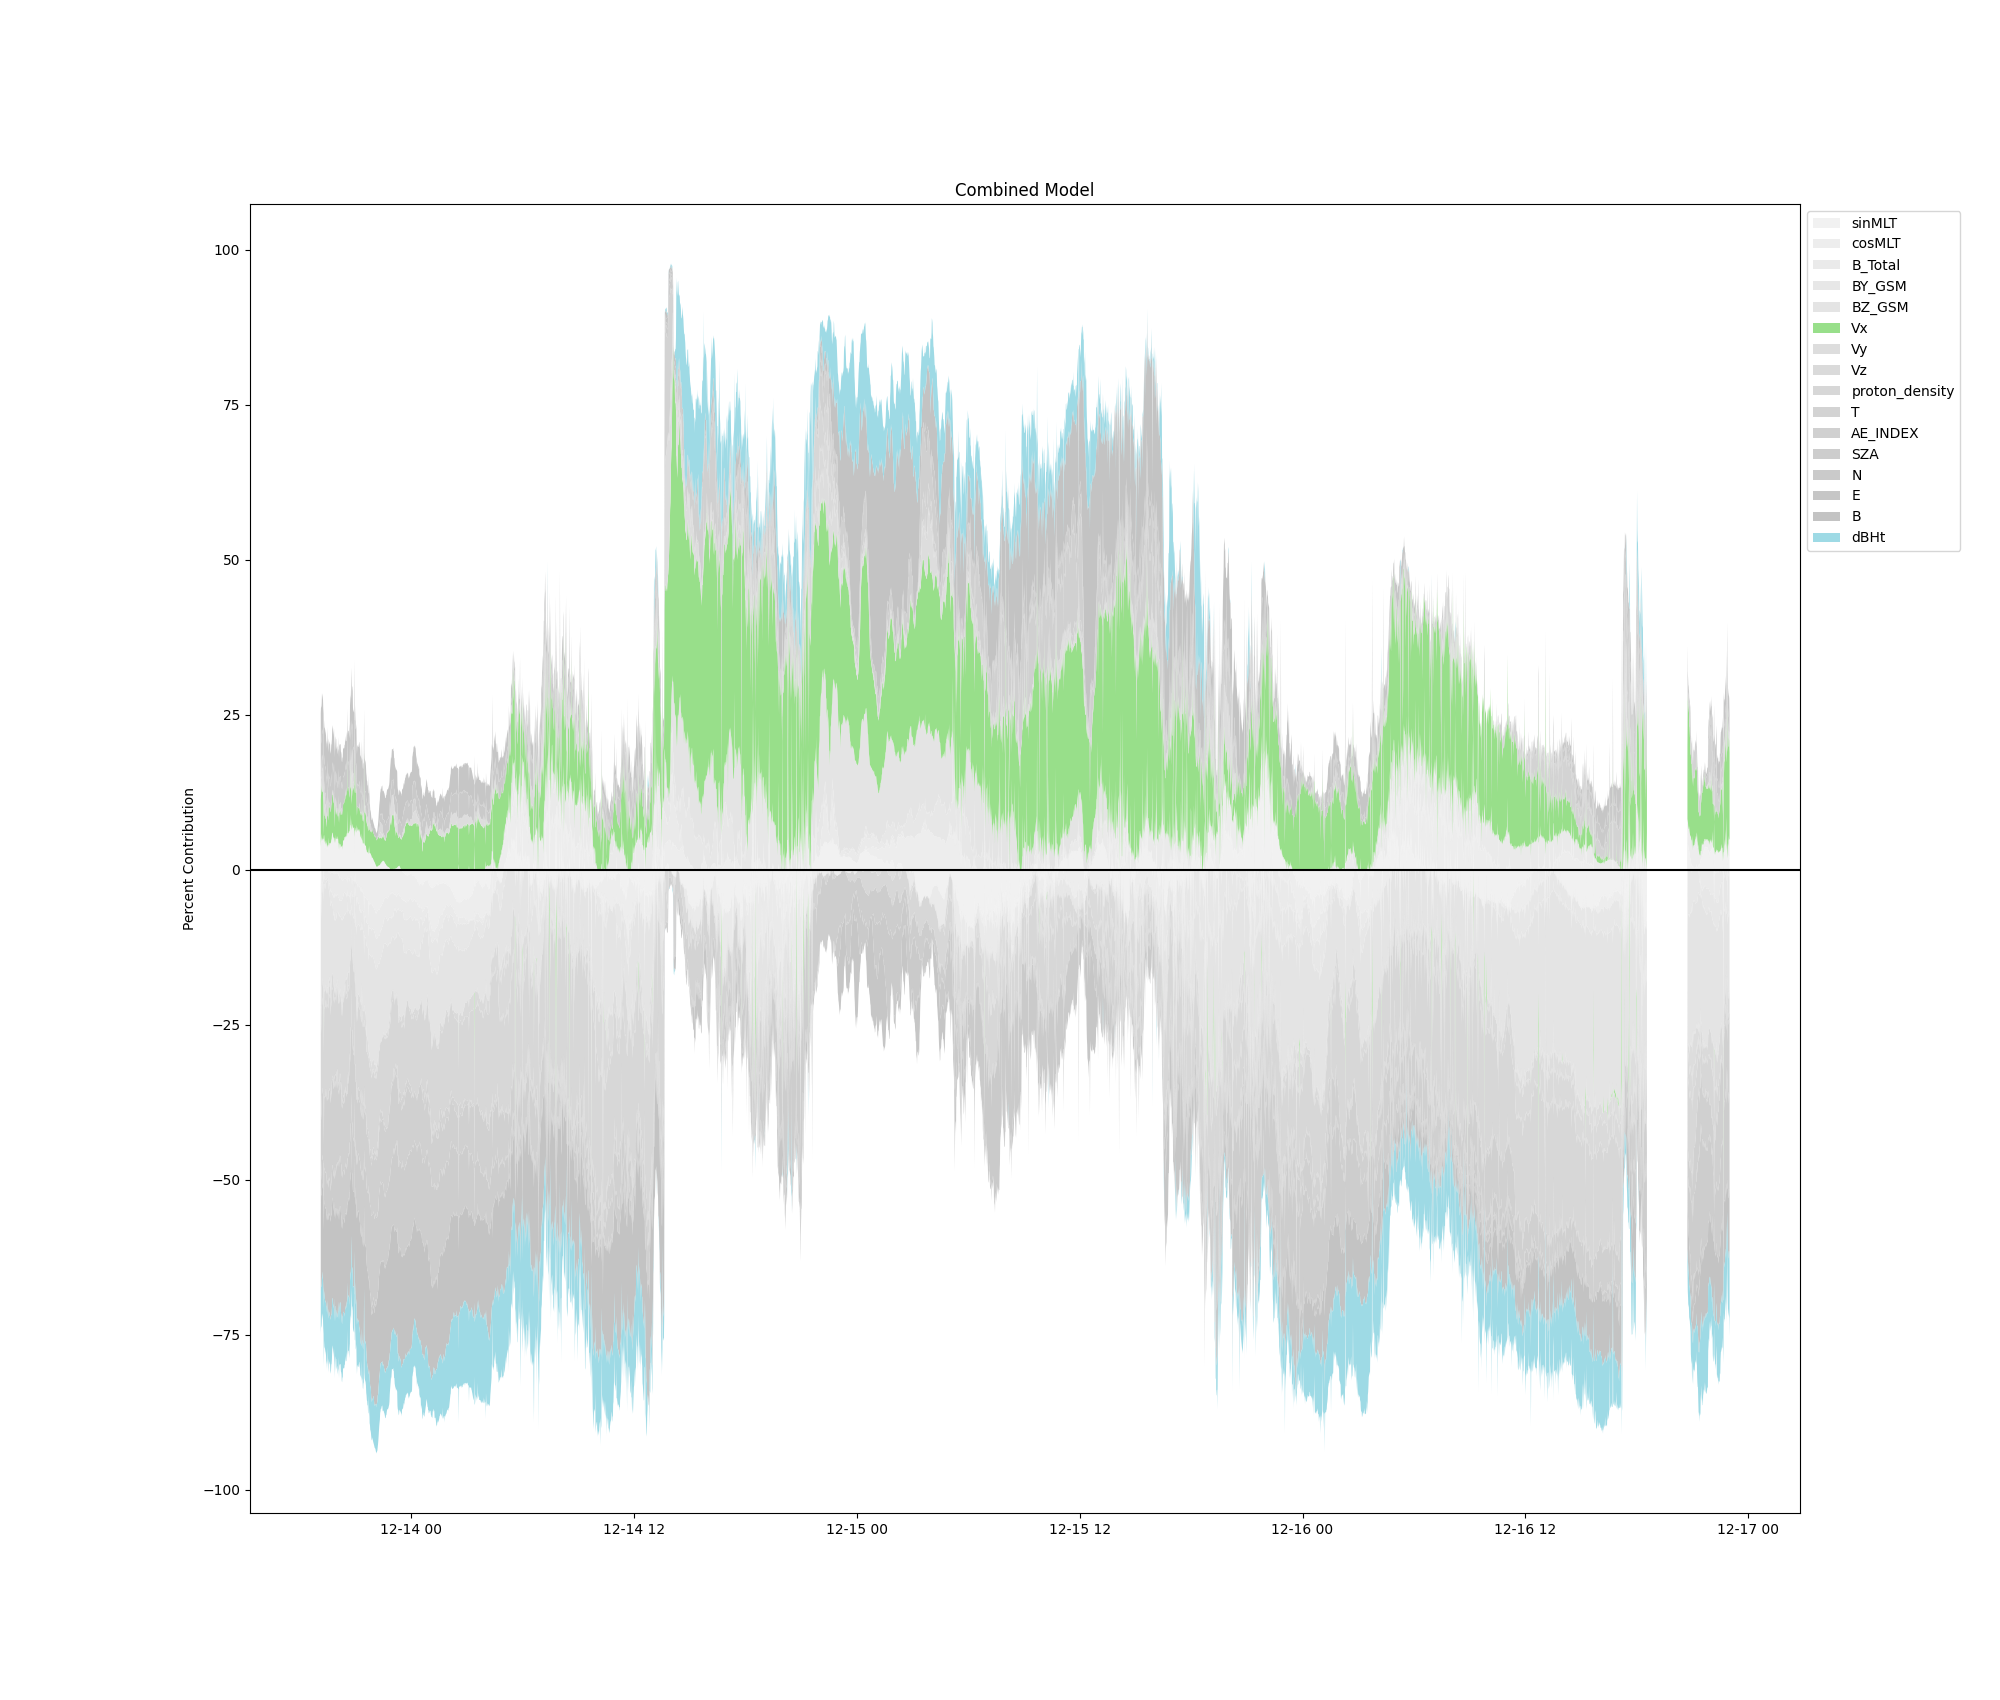 Combined Model
100
75
50
25
0
−25
−50
−75
−100
Percent Contribution
12-14 00
12-14 12
12-15 00
12-15 12
12-16 00
12-16 12
12-17 00
sinMLT
cosMLT
B_Total
BY_GSM
BZ_GSM
Vx
Vy
Vz
proton_density
T
AE_INDEX
SZA
N
E
B
dBHt